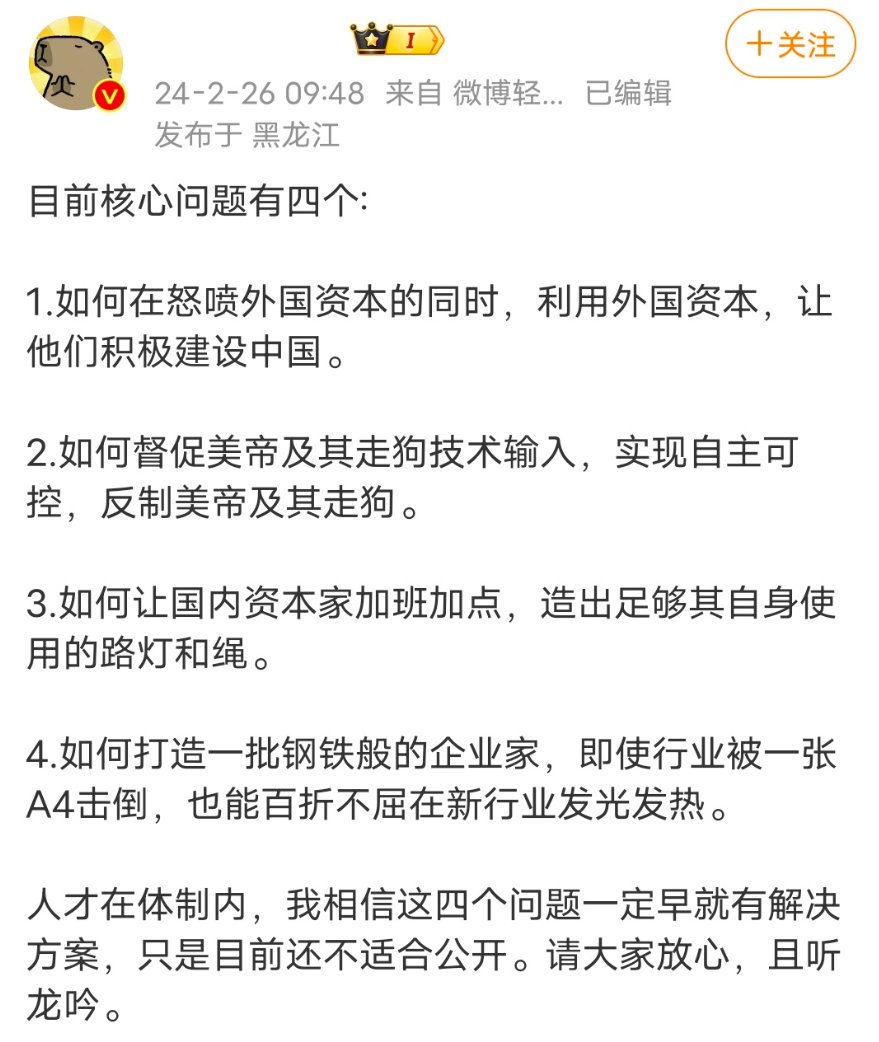 I
+关注
24-2-26 09:48 来自 微博轻... 已编辑
发布于 黑龙江
目前核心问题有四个:
1.如何在怒喷外国资本的同时，利用外国资本，让
他们积极建设中国。
2.如何督促美帝及其走狗技术输入，实现自主可
控，反制美帝及其走狗。
3.如何让国内资本家加班加点，造出足够其自身使
用的路灯和绳。
4.如何打造一批钢铁般的企业家，即使行业被一张
A4击倒，也能百折不屈在新行业发光发热。
人才在体制内，我相信这四个问题一定早就有解决
方案，只是目前还不适合公开。请大家放心，且听
龙吟。